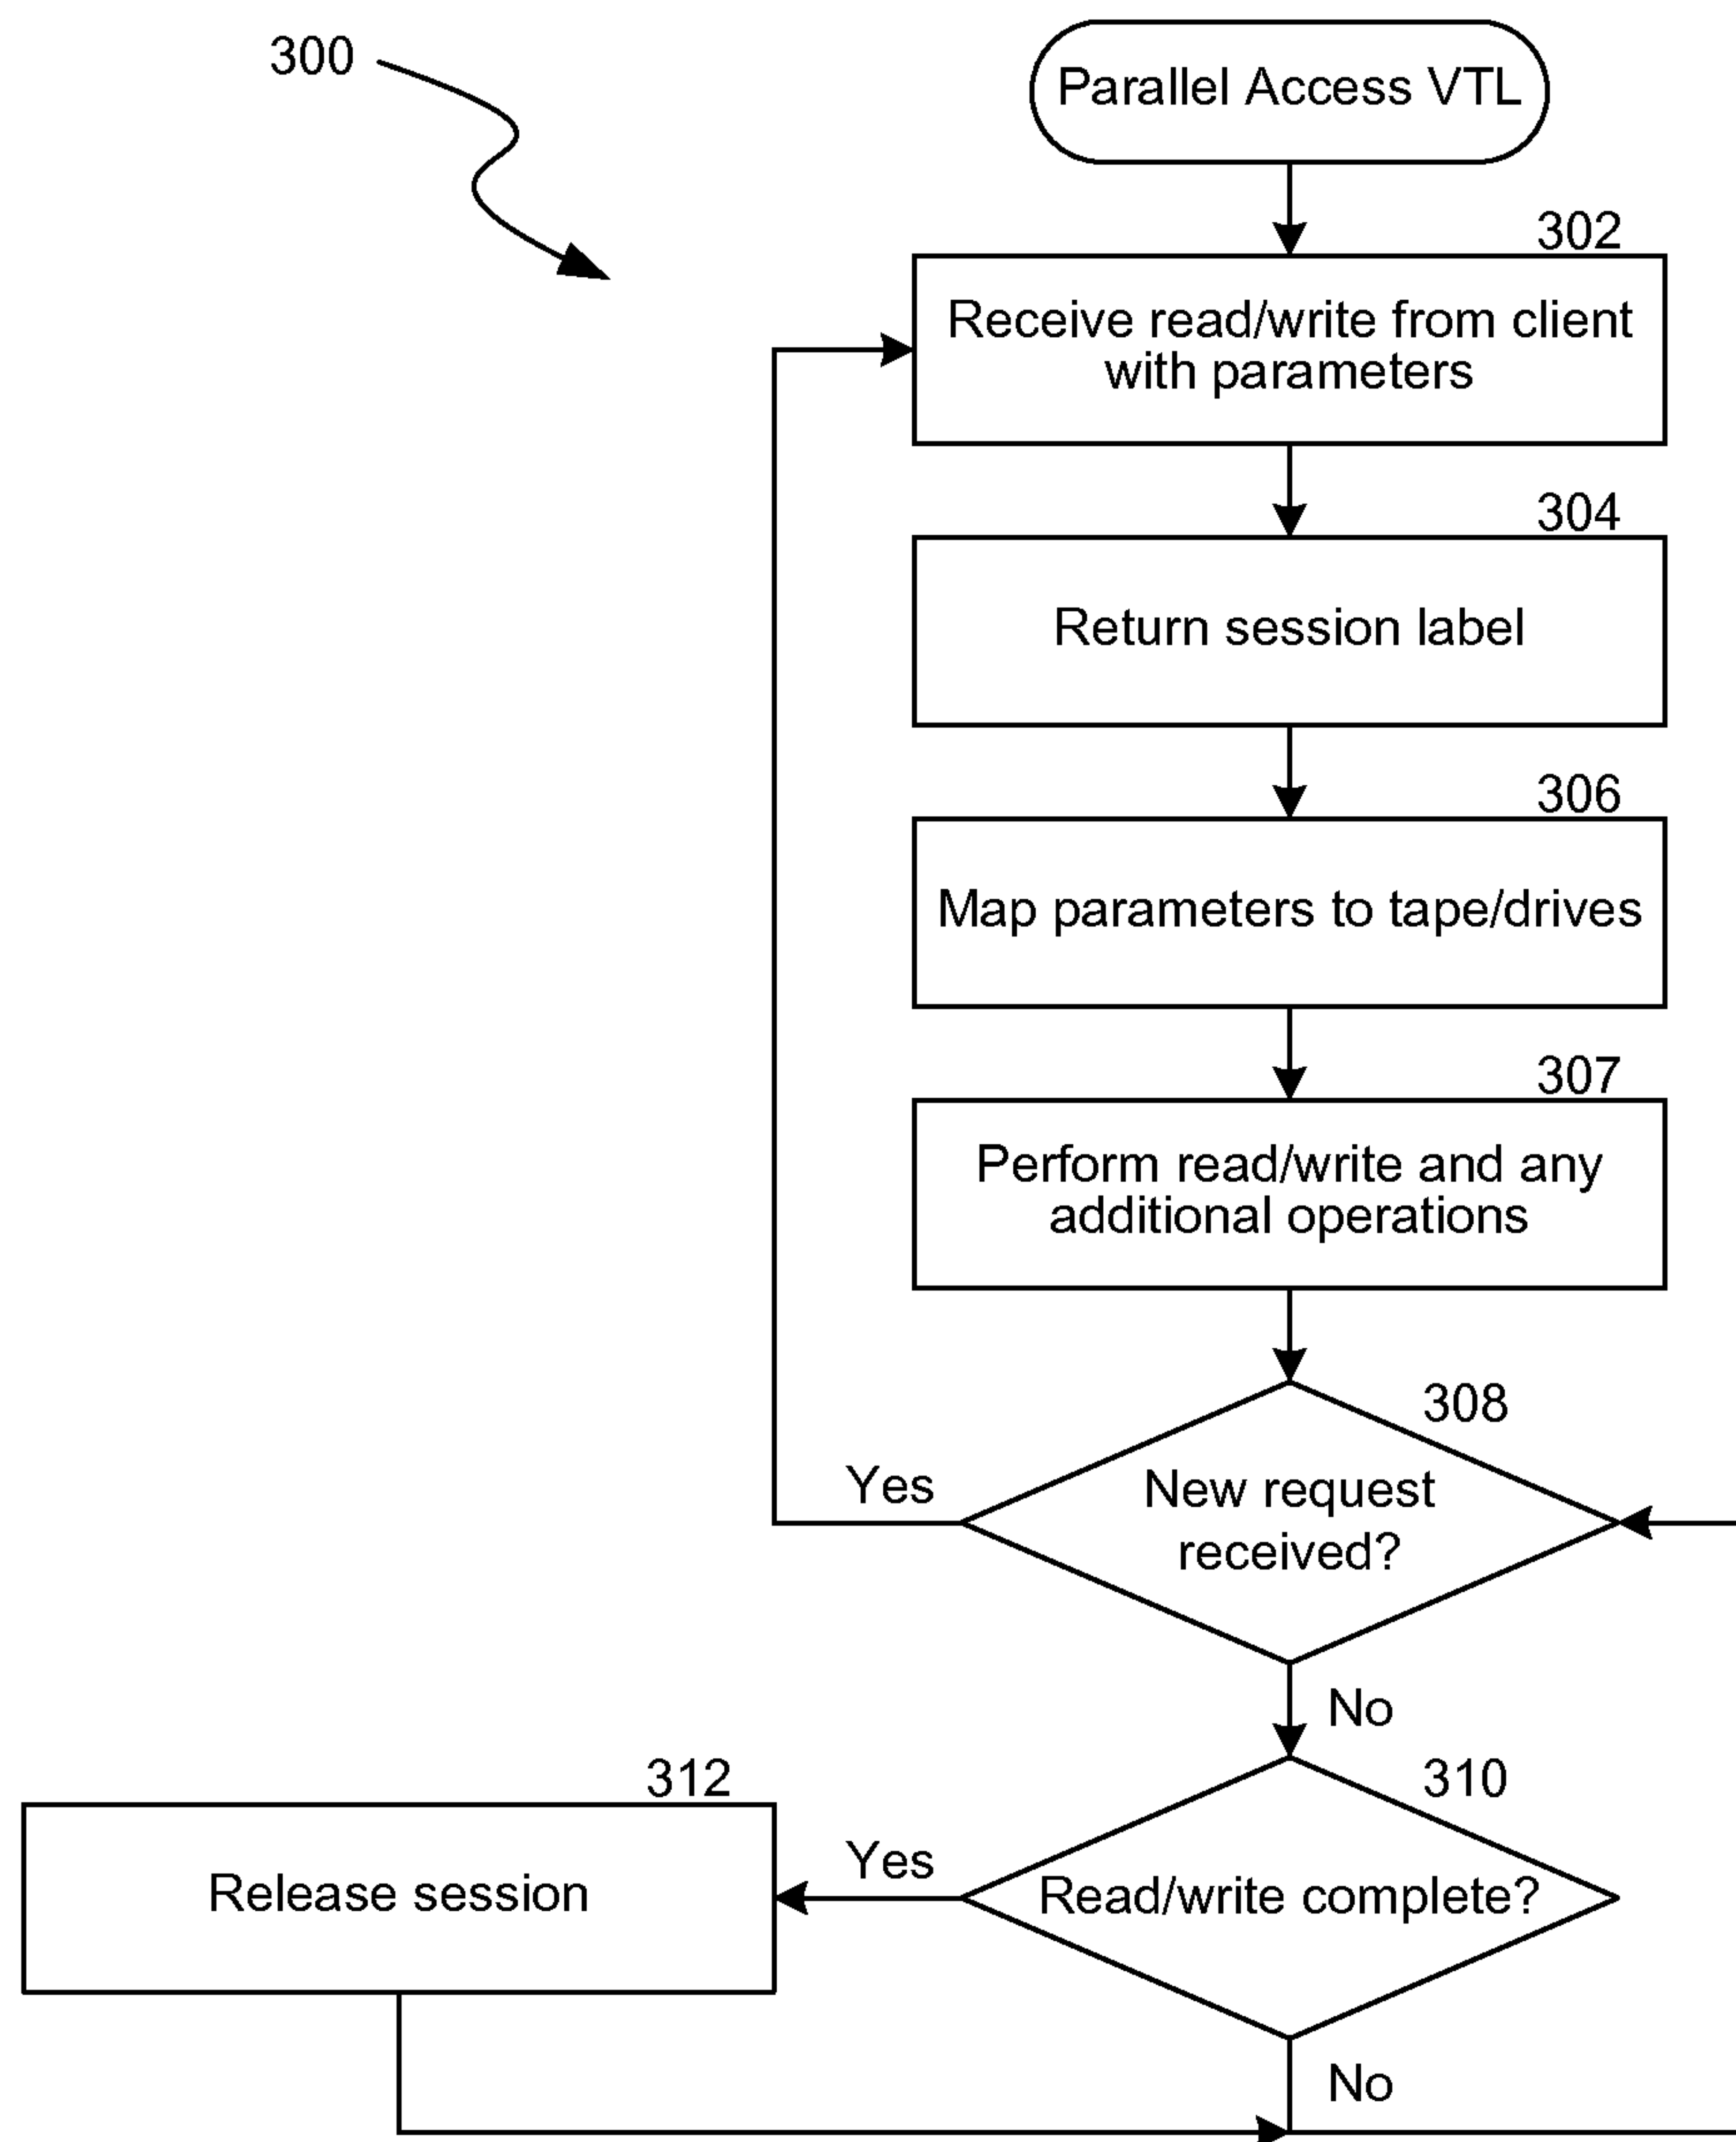 300
Parallel Access VTL
302
Receive read/write from client
with parameters
304
Return session label
306
Map parameters to tape/drives
307
Perform read/write and any
additional operations
308
Yes
New request
received?
No
312
310
Release session
Yes
Read/write complete?
No